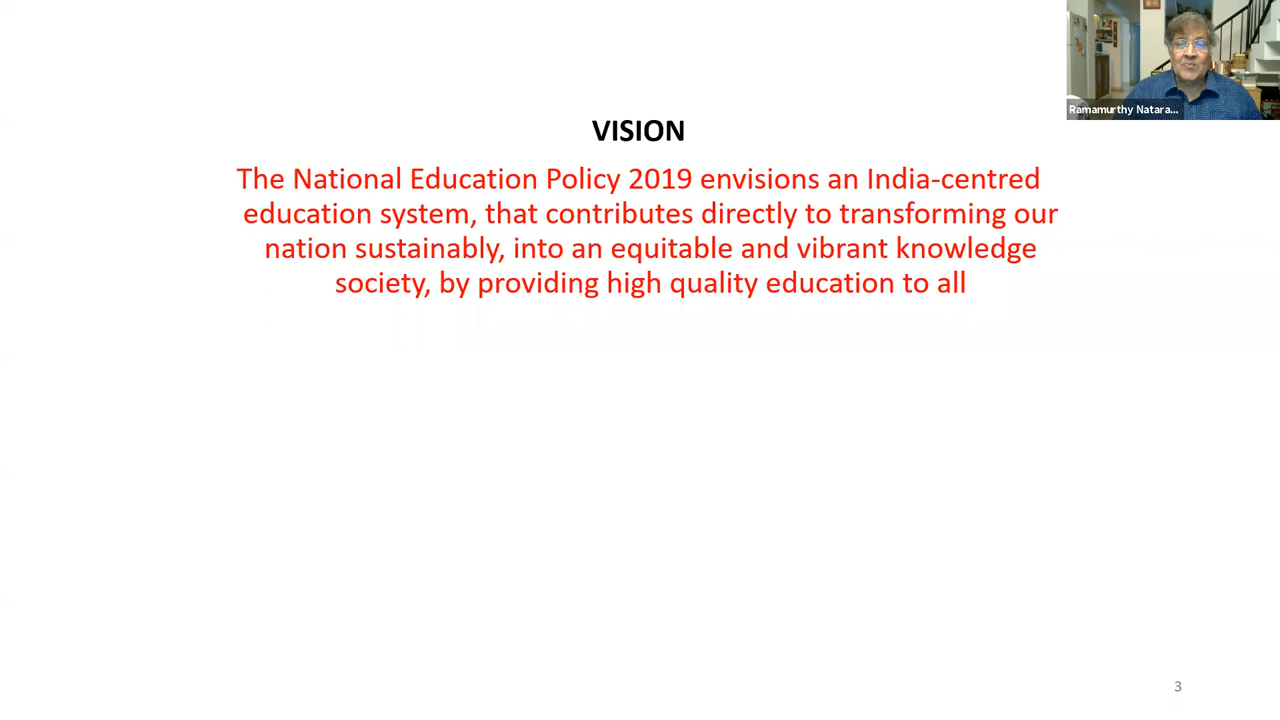 Ramamurthy Natara...
VISION
The National Education Policy 2019 envisions an India-centred
education system, that contributes directly to transforming our
nation sustainably, into an equitable and vibrant knowledge
society, by providing high quality education to all
3